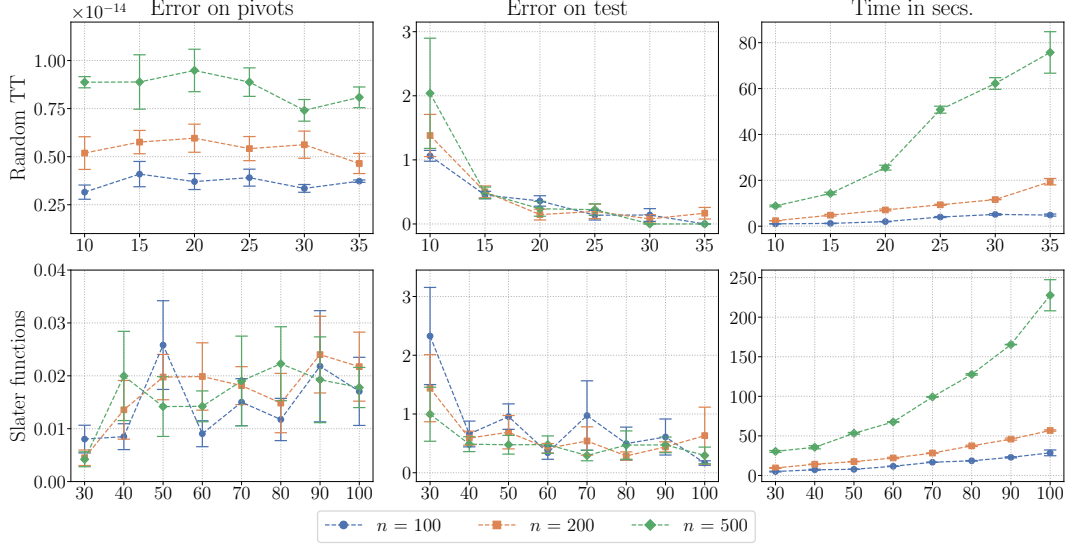 Error on pivots Error on test Time in secs.
×10−14
Random TT
1.00
0.75
0.50
0.25
10 15 20 25 30 35
3
2
1
0
10 15 20 25 30 35
80
60
40
20
0
10 15 20 25 30 35
Slater functions
0.04
0.03
0.02
0.01
0.00
30 40 50 60 70 80 90 100
3
2
1
0
30 40 50 60 70 80 90 100
250
200
150
100
50
0
30 40 50 60 70 80 90 100
n = 100 n = 200 n = 500